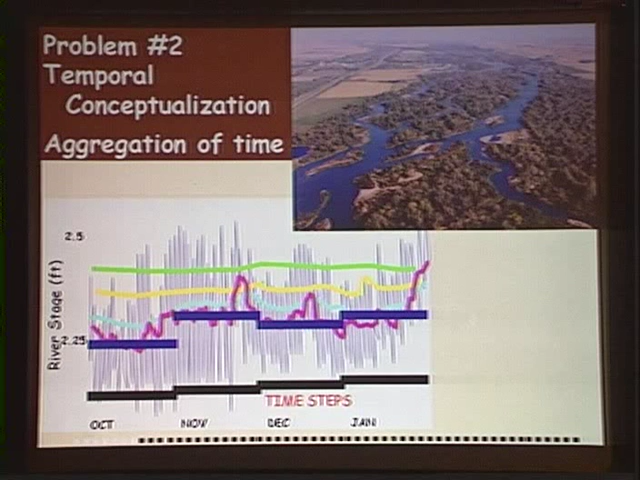 Problem #2
Temporal
Conceptualization
Aggregation of time
2.5
River Stage (ft)
2.25
TIME STEPS
OCT NOV DEC JAN